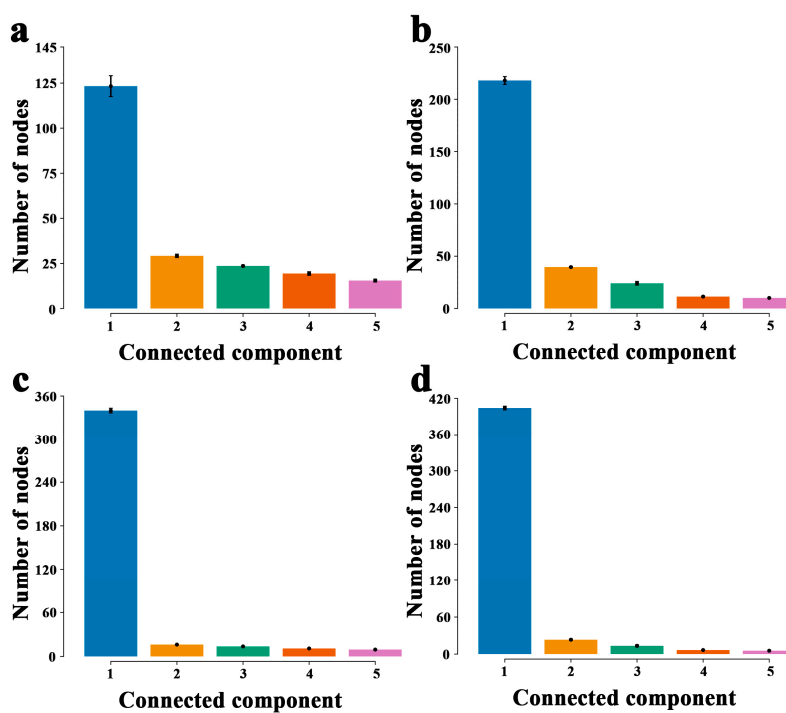 a
145
125
100
75
50
25
0
Number of nodes
1 2 3 4 5
Connected component
b
250
200
150
100
50
0
Number of nodes
1 2 3 4 5
Connected component
c
360
300
240
180
120
60
0
Number of nodes
1 2 3 4 5
Connected component
d
420
360
300
240
180
120
60
0
Number of nodes
1 2 3 4 5
Connected component